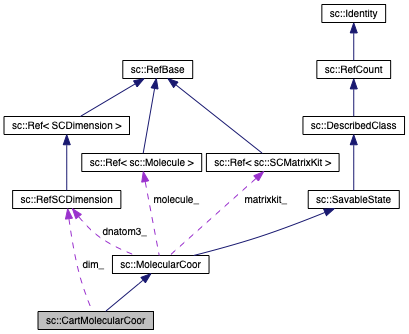 sc::Identity
sc::RefBase
sc::RefCount
sc::Ref< SCDimension >
sc::DescribedClass
sc::Ref< sc::Molecule >
sc::Ref< sc::SCMatrixKit >
sc::RefSCDimension
molecule_
matrixkit_
sc::SavableState
dnatom3_
dim_
sc::MolecularCoor
sc::CartMolecularCoor